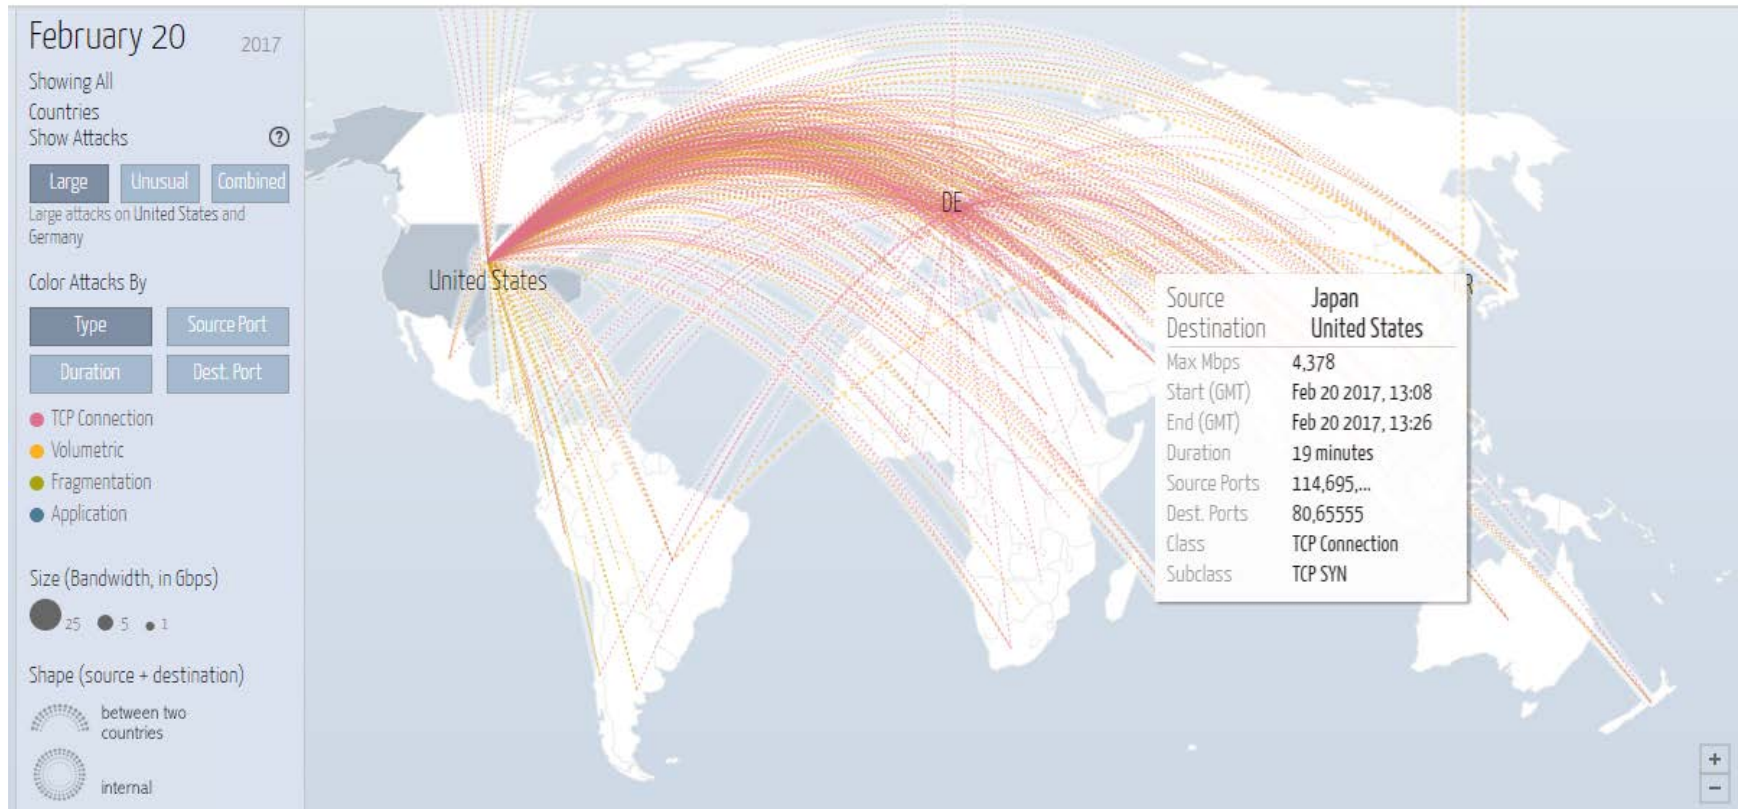 February 20 2017
Showing All
Countries
Show Attacks ?
Large Unusual Combined
Large attacks on United States and
Germany
Color Attacks By
Type Source Port
Duration Dest. Port
TCP Connection
Volumetric
Fragmentation
Application
Size (Bandwidth, in Gbps)
25 5 1
Shape (source + destination)
between two
countries
internal
United States
DE
R
Source Japan
Destination United States
Max Mbps 4,378
Start (GMT) Feb 20 2017, 13:08
End (GMT) Feb 20 2017, 13:26
Duration 19 minutes
Source Ports 114,695,...
Dest. Ports 80,65555
Class TCP Connection
Subclass TCP SYN
+
−